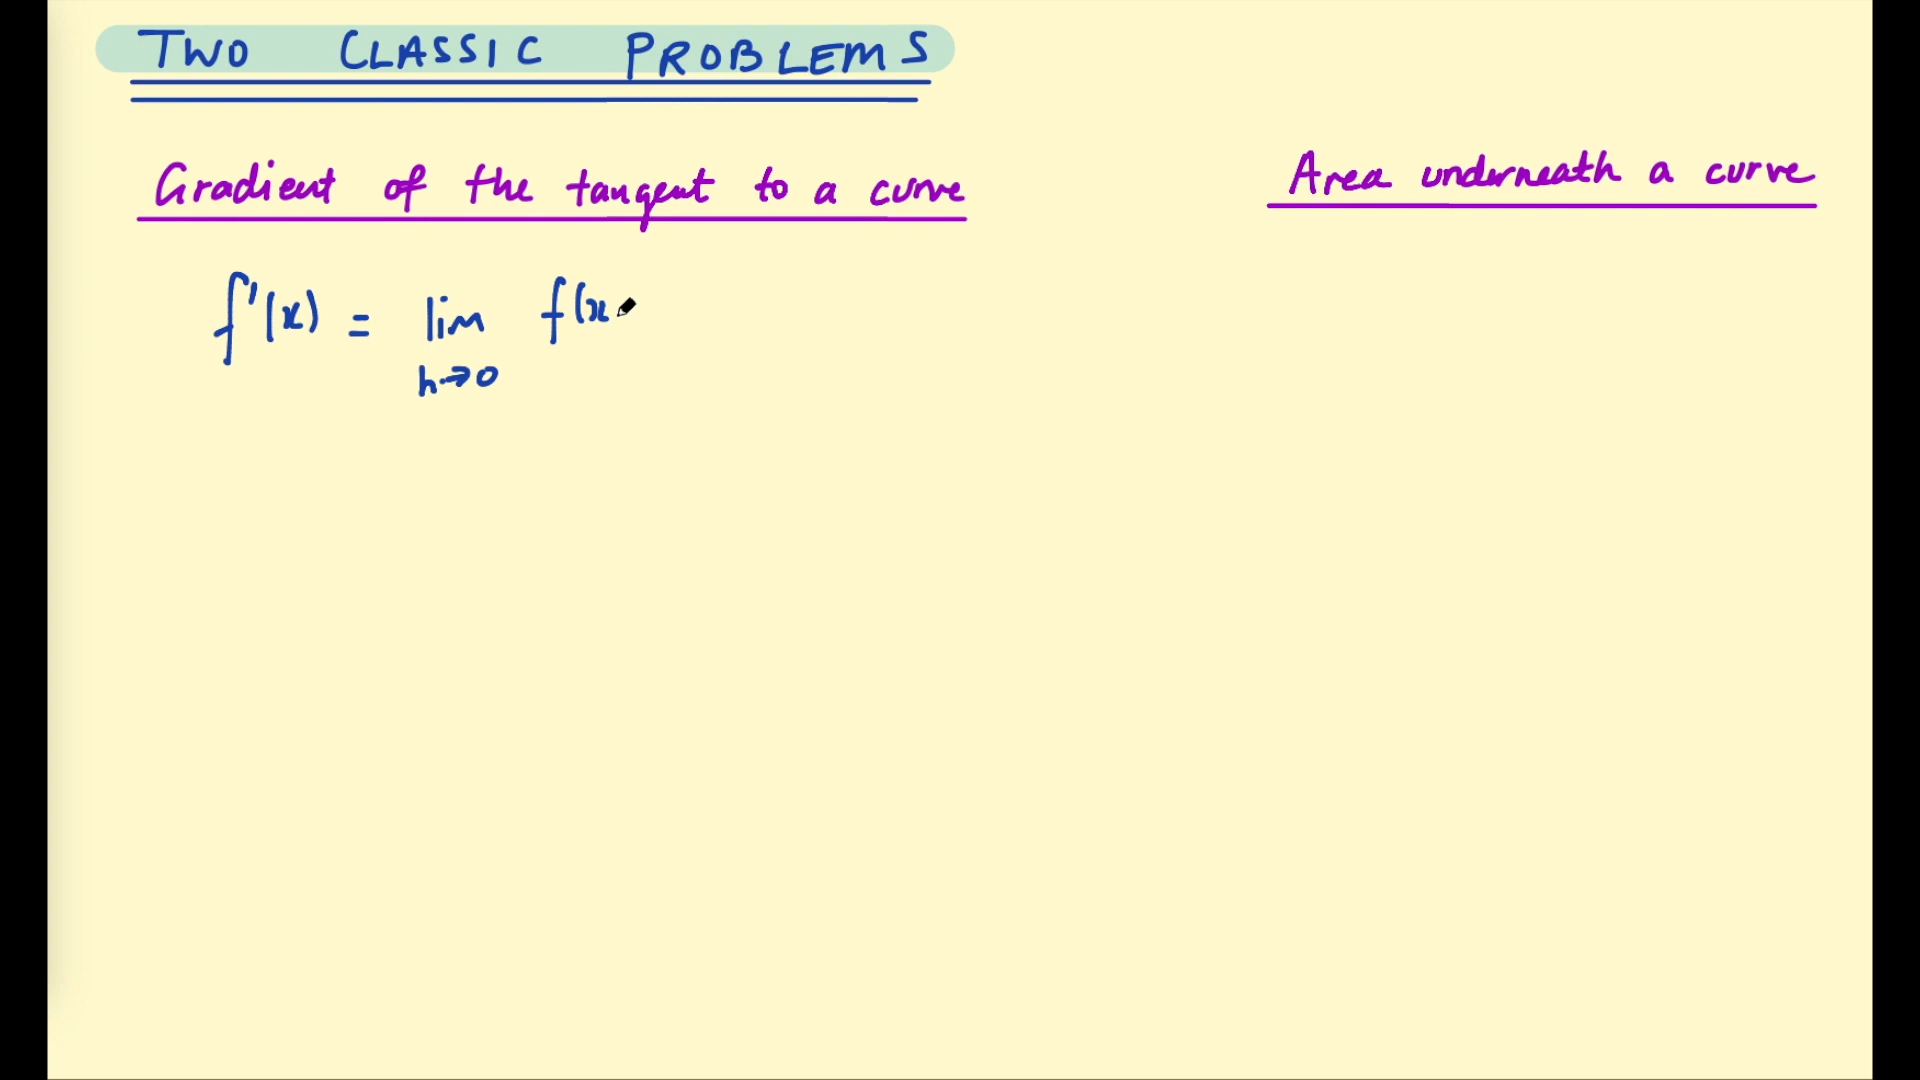 TWO CLASSIC PROBLEMS
Gradient of the tangent to a curve
Area underneath a curve
f'(x) = lim f(x
h→0